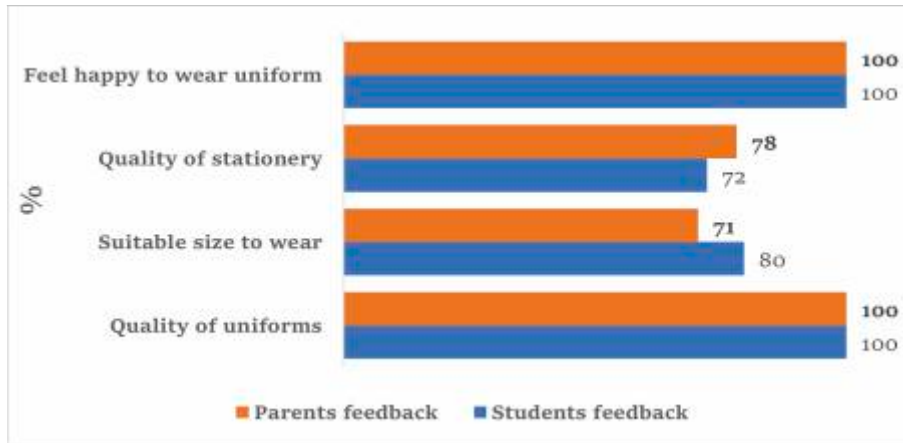 Feel happy to wear uniform
100
100
Quality of stationery
78
72
%
Suitable size to wear
71
80
Quality of uniforms
100
100
Parents feedback
Students feedback